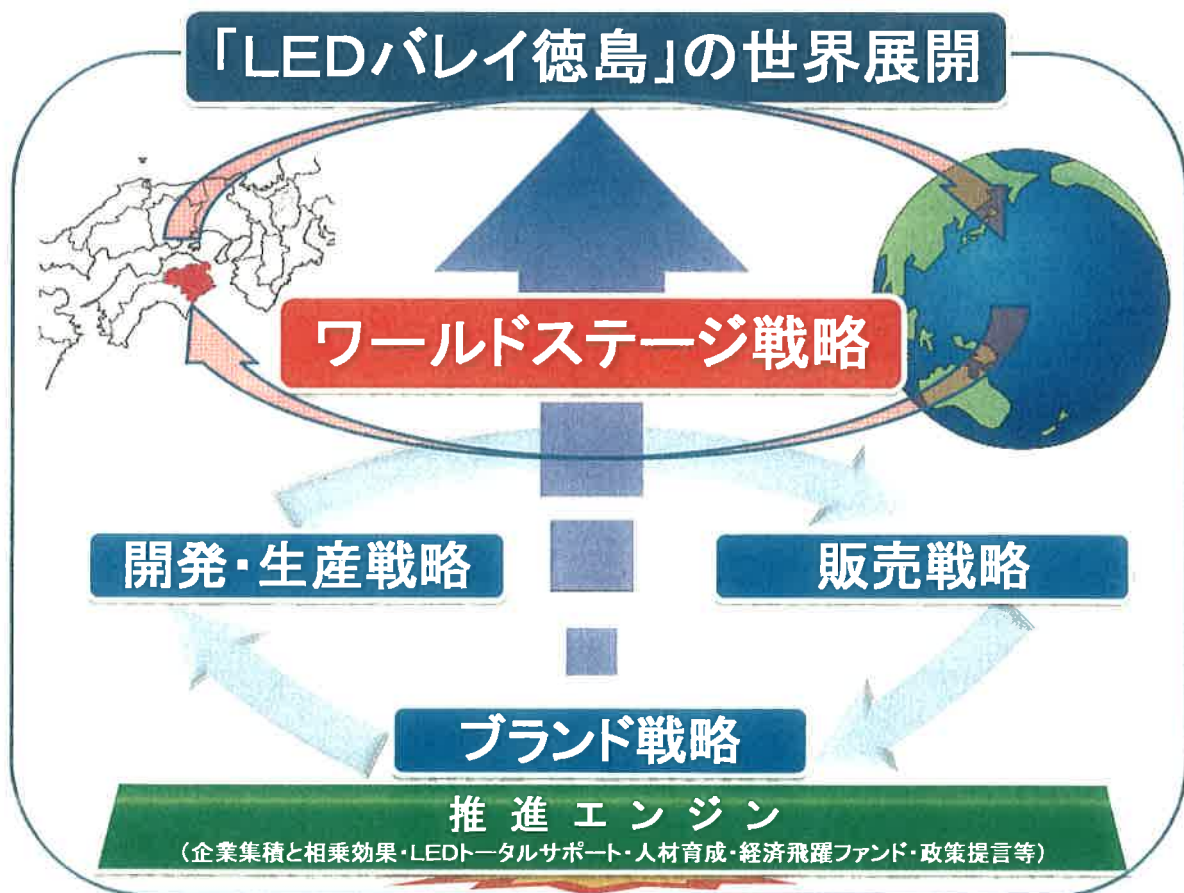 「LEDバレイ徳島」の世界展開
ワールドステージ戦略
開発・生産戦略
販売戦略
ブランド戦略
推進エンジン
（企業集積と相乗効果・LEDトータルサポート・人材育成・経済飛躍ファンド・政策提言等）